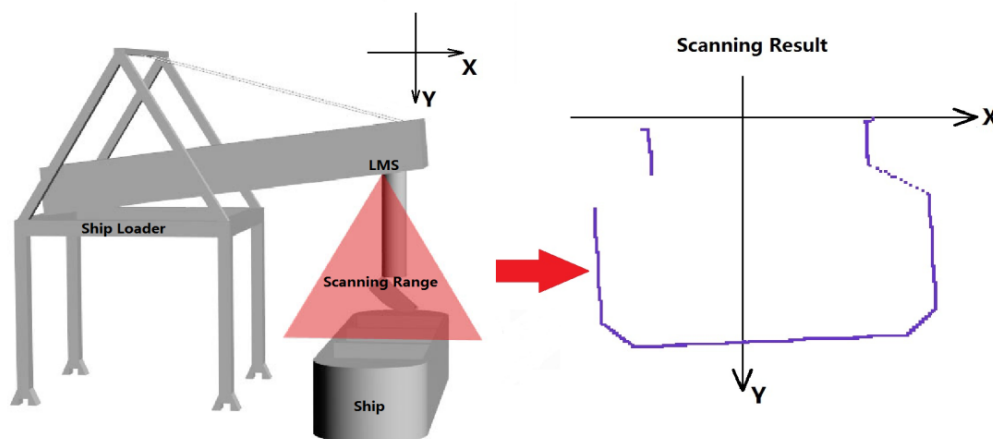 X
Y
LMS
Ship Loader
Scanning Range
Ship
Scanning Result
X
Y